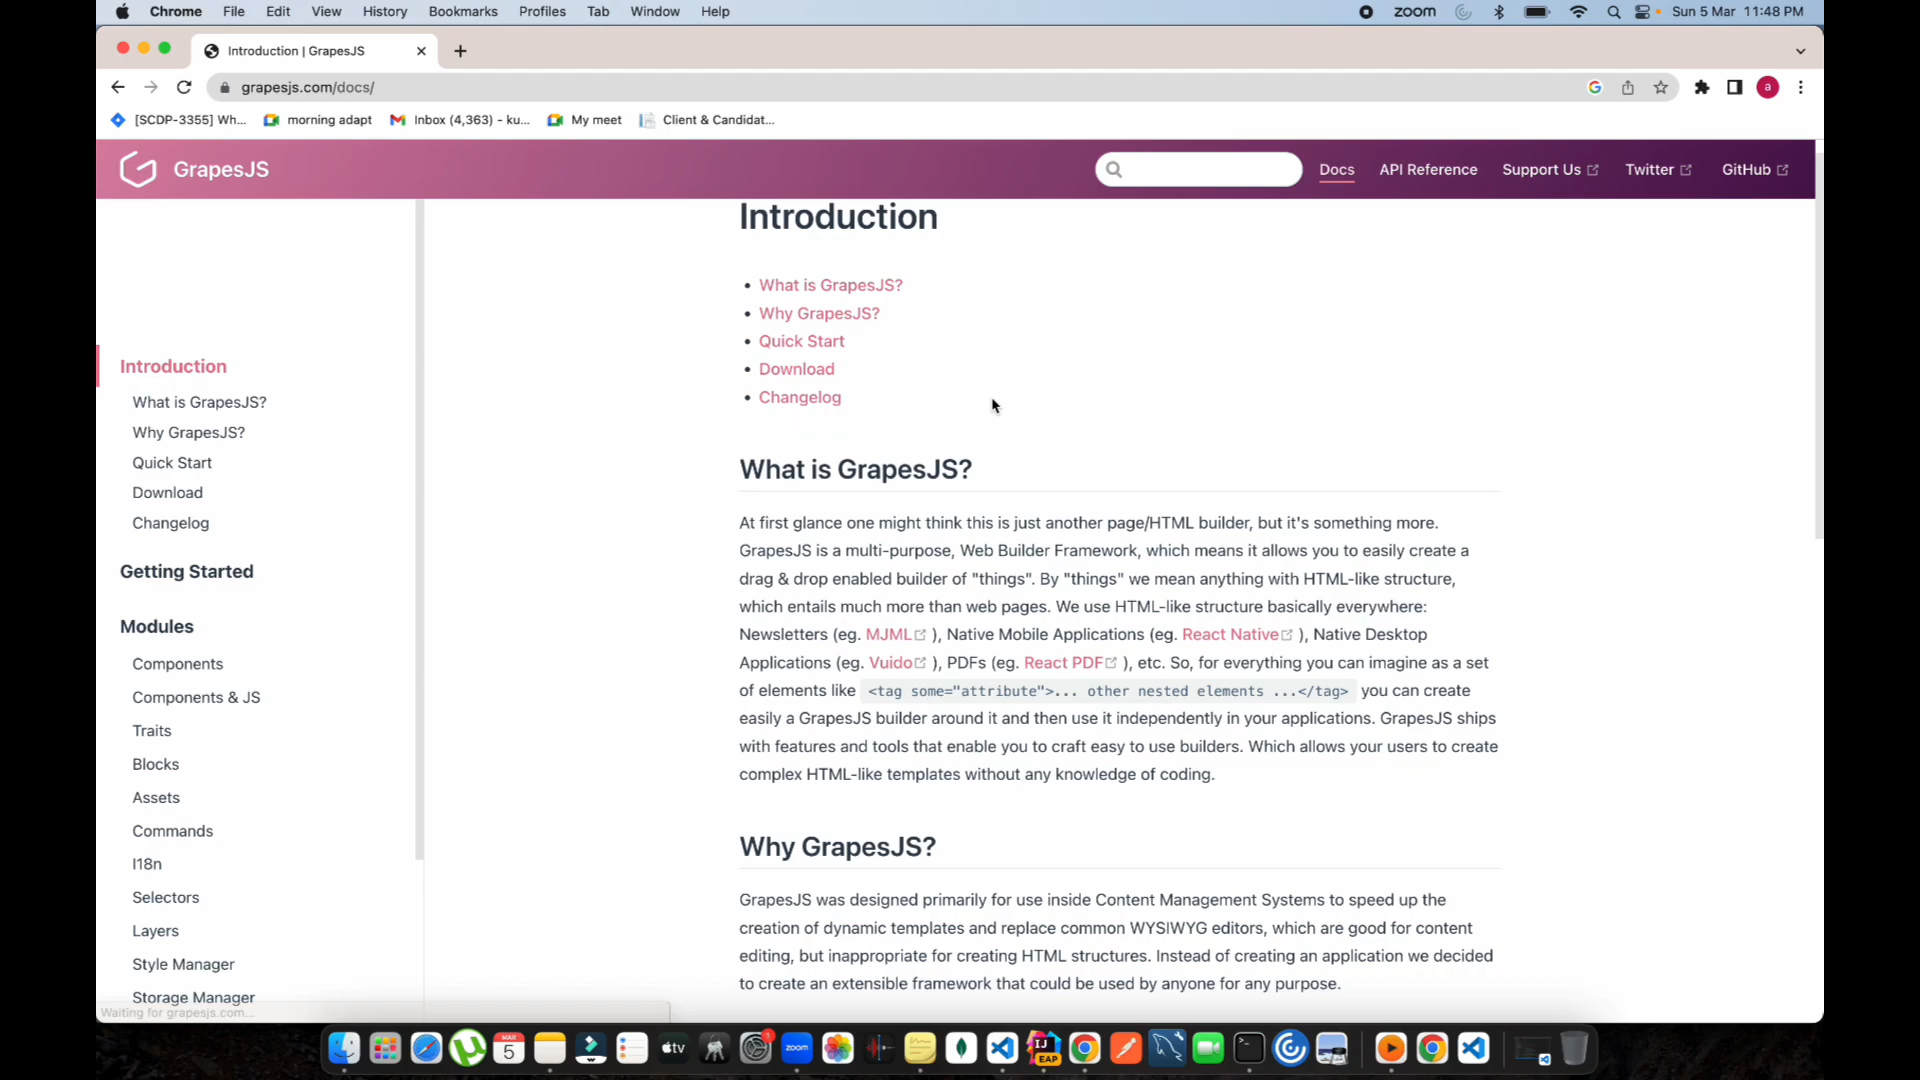 Chrome File Edit View History Bookmarks Profiles Tab Window Help zoom Sun 5 Mar 11:48 PM
Introduction | GrapesJS
grapesjs.com/docs/
a
[SCDP-3355] Wh... morning adapt Inbox (4,363) - ku... My meet Client & Candidat...
GrapesJS Docs API Reference Support Us Twitter GitHub
Introduction
What is GrapesJS?
Why GrapesJS?
Quick Start
Download
Changelog
Getting Started
Modules
Components
Components & JS
Traits
Blocks
Assets
Commands
I18n
Selectors
Layers
Style Manager
Storage Manager
Waiting for grapesjs.com...
Introduction
• What is GrapesJS?
• Why GrapesJS?
• Quick Start
• Download
• Changelog
What is GrapesJS?
At first glance one might think this is just another page/HTML builder, but it's something more.
GrapesJS is a multi-purpose, Web Builder Framework, which means it allows you to easily create a
drag & drop enabled builder of "things". By "things" we mean anything with HTML-like structure,
which entails much more than web pages. We use HTML-like structure basically everywhere:
Newsletters (eg. MJML ), Native Mobile Applications (eg. React Native ), Native Desktop
Applications (eg. Vuido ), PDFs (eg. React PDF ), etc. So, for everything you can imagine as a set
of elements like <tag some="attribute">... other nested elements ...</tag> you can create
easily a GrapesJS builder around it and then use it independently in your applications. GrapesJS ships
with features and tools that enable you to craft easy to use builders. Which allows your users to create
complex HTML-like templates without any knowledge of coding.
Why GrapesJS?
GrapesJS was designed primarily for use inside Content Management Systems to speed up the
creation of dynamic templates and replace common WYSIWYG editors, which are good for content
editing, but inappropriate for creating HTML structures. Instead of creating an application we decided
to create an extensible framework that could be used by anyone for any purpose.
MAR
5
tv
1
zoom
IJ
EAP